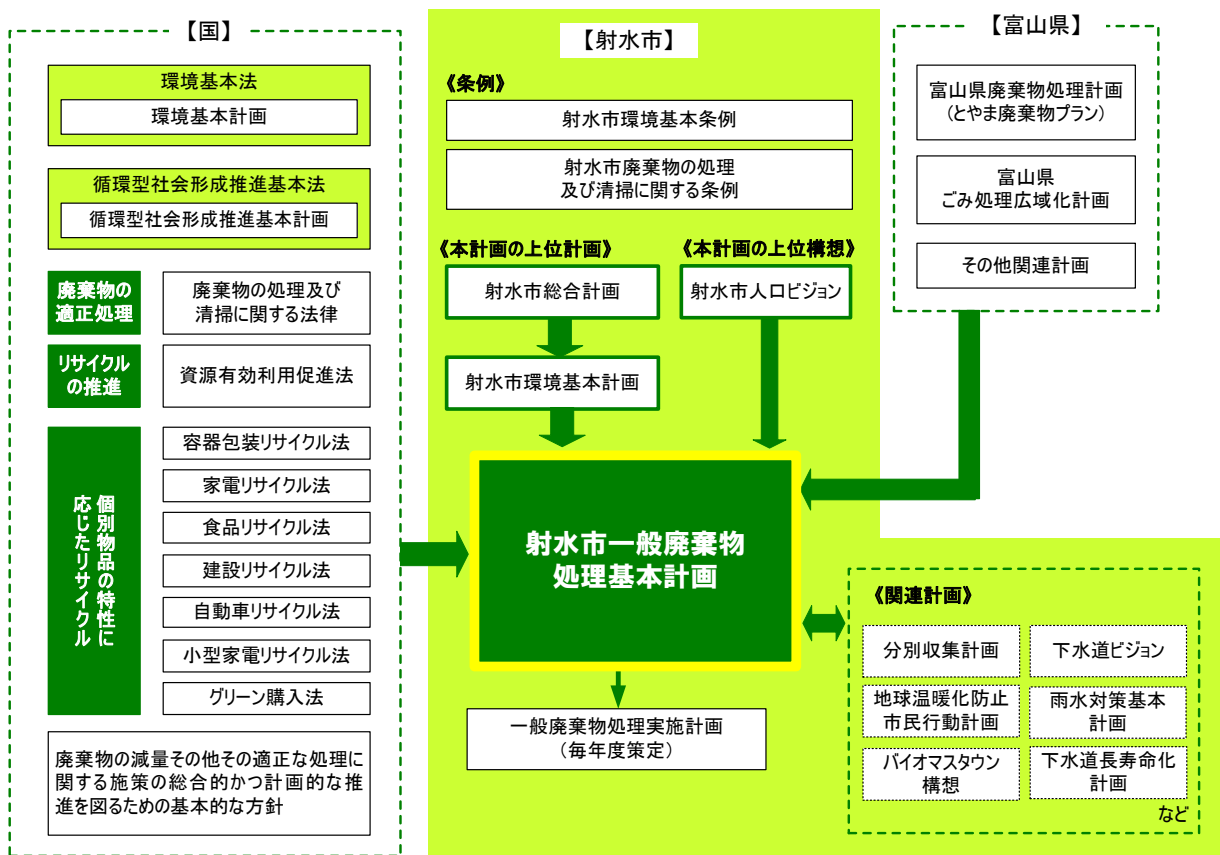 【国】
環境基本法
環境基本計画
循環型社会形成推進基本法
循環型社会形成推進基本計画
廃棄物の
適正処理
廃棄物の処理及び
清掃に関する法律
リサイクル
の推進
資源有効利用促進法
個別物品の特性に
応じたリサイクル
容器包装リサイクル法
家電リサイクル法
食品リサイクル法
建設リサイクル法
自動車リサイクル法
小型家電リサイクル法
グリーン購入法
廃棄物の減量その他その適正な処理に
関する施策の総合的かつ計画的な推
進を図るための基本的な方針
【射水市】
《条例》
射水市環境基本条例
射水市廃棄物の処理
及び清掃に関する条例
《本計画の上位計画》
射水市総合計画
射水市環境基本計画
《本計画の上位構想》
射水市人口ビジョン
射水市一般廃棄物
処理基本計画
一般廃棄物処理実施計画
（毎年度策定）
【富山県】
富山県廃棄物処理計画
（とやま廃棄物プラン）
富山県
ごみ処理広域化計画
その他関連計画
《関連計画》
分別収集計画
下水道ビジョン
地球温暖化防止
市民行動計画
雨水対策基本
計画
バイオマスタウン
構想
下水道長寿命化
計画
など